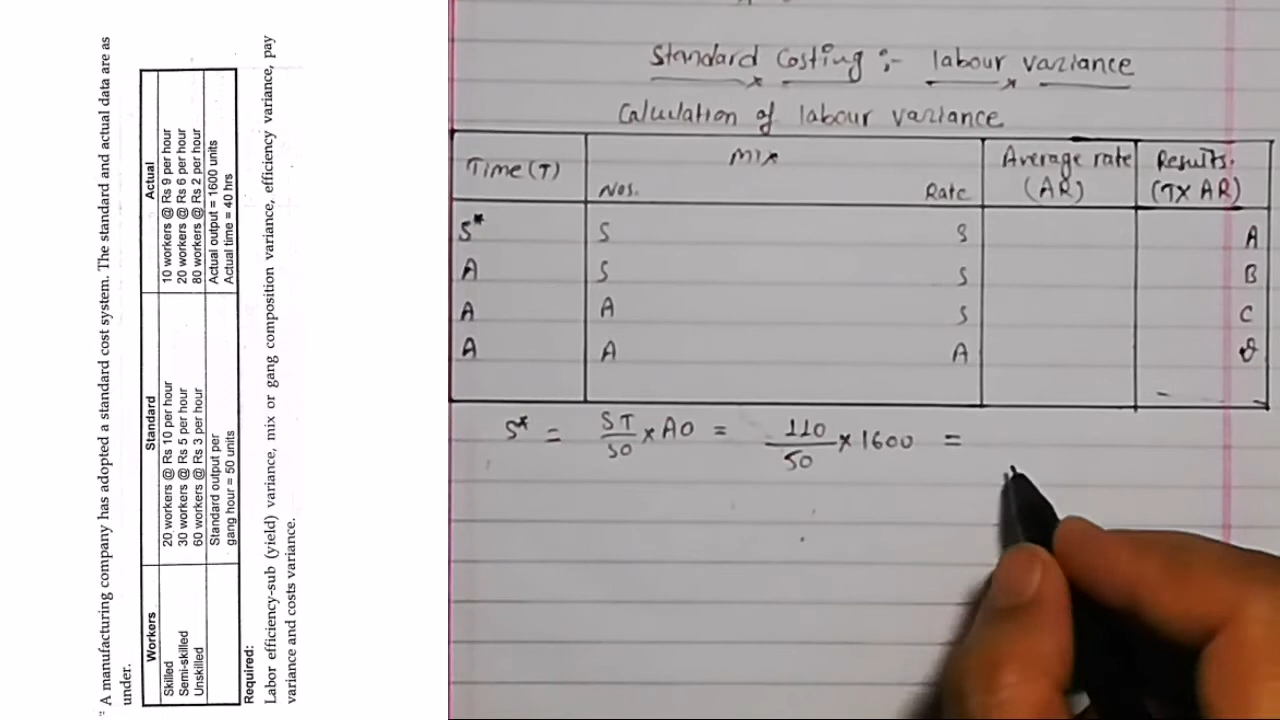 A manufacturing company has adopted a standard cost system. The standard and actual data are as
under.
Workers Standard Actual
Skilled 20 workers @ Rs 10 per hour 10 workers @ Rs 9 per hour
Semi-skilled 30 workers @ Rs 5 per hour 20 workers @ Rs 6 per hour
Unskilled 60 workers @ Rs 3 per hour 80 workers @ Rs 2 per hour
Standard output per Actual output = 1600 units
gang hour = 50 units Actual time = 40 hrs
Required:
Labor efficiency-sub (yield) variance, mix or gang composition variance, efficiency variance, pay
variance and costs variance.
Standard Costing :- labour variance
Calculation of labour variance
Time (T) Mix Average rate Results.
Nos. Rate (AR) (TX AR)
S* S S A
A S S B
A A S C
A A A D
S* = ST/SO × AO = 110/50 × 1600 =